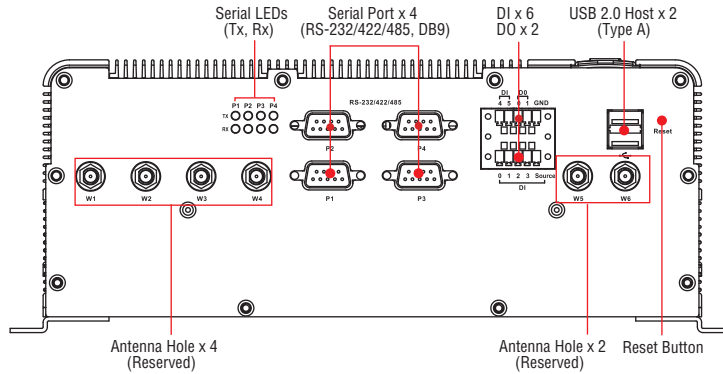 Serial LEDs
(Tx, Rx)
Serial Port x 4
(RS-232/422/485, DB9)
DI x 6
DO x 2
USB 2.0 Host x 2
(Type A)
P1 P2 P3 P4
TX
RX
RS-232/422/485
P2
P4
P1
P3
DI D0
4 5 0 1 GND
0 1 2 3 Source
DI
Reset
W1 W2 W3 W4
W5 W6
Antenna Hole x 4
(Reserved)
Antenna Hole x 2
(Reserved)
Reset Button